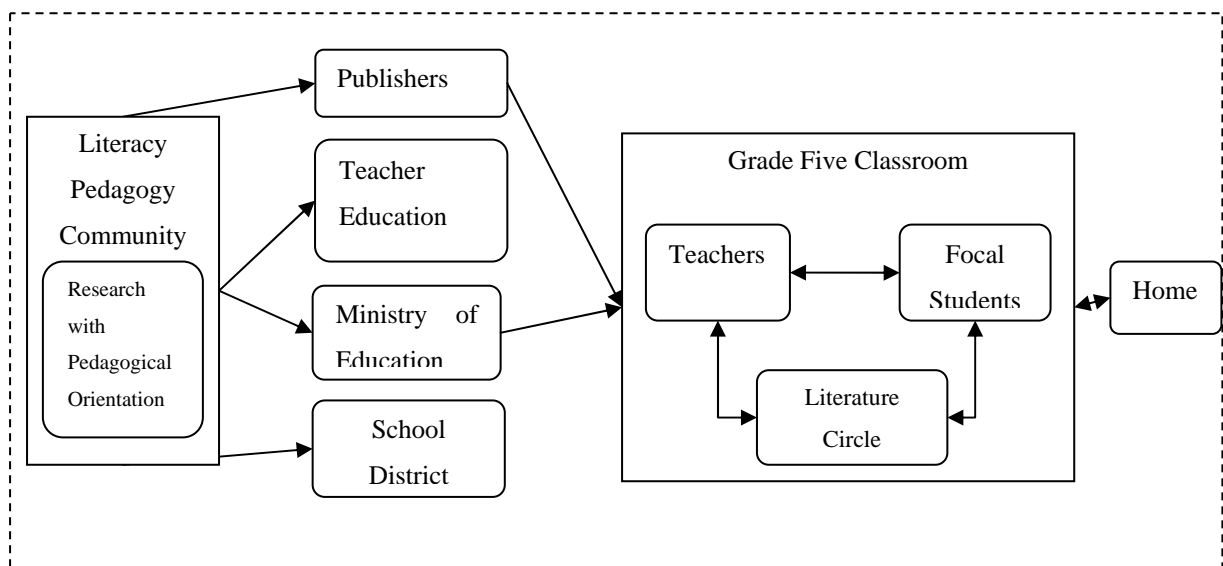 Literacy
Pedagogy
Community
Research
with
Pedagogical
Orientation
Publishers
Teacher
Education
Ministry of
Education
School
District
Grade Five Classroom
Teachers
Focal
Students
Literature
Circle
Home